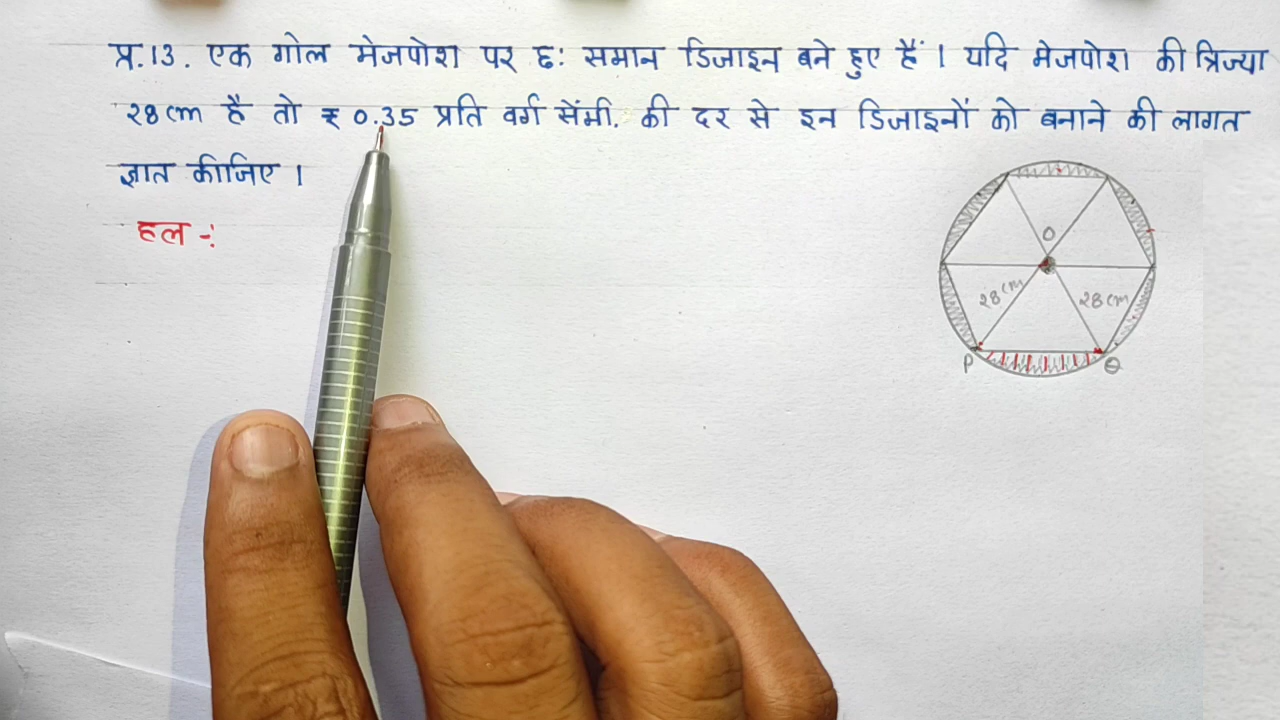 प्र.13. एक गोल मेजपोश पर छः समान डिजाइन बने हुए हैं । यदि मेजपोश की त्रिज्या
28 cm है तो ₹ 0.35 प्रति वर्ग सेंमी. की दर से इन डिजाइनों को बनाने की लागत
ज्ञात कीजिए ।
हल -:
O
28 cm
28 cm
P
Q